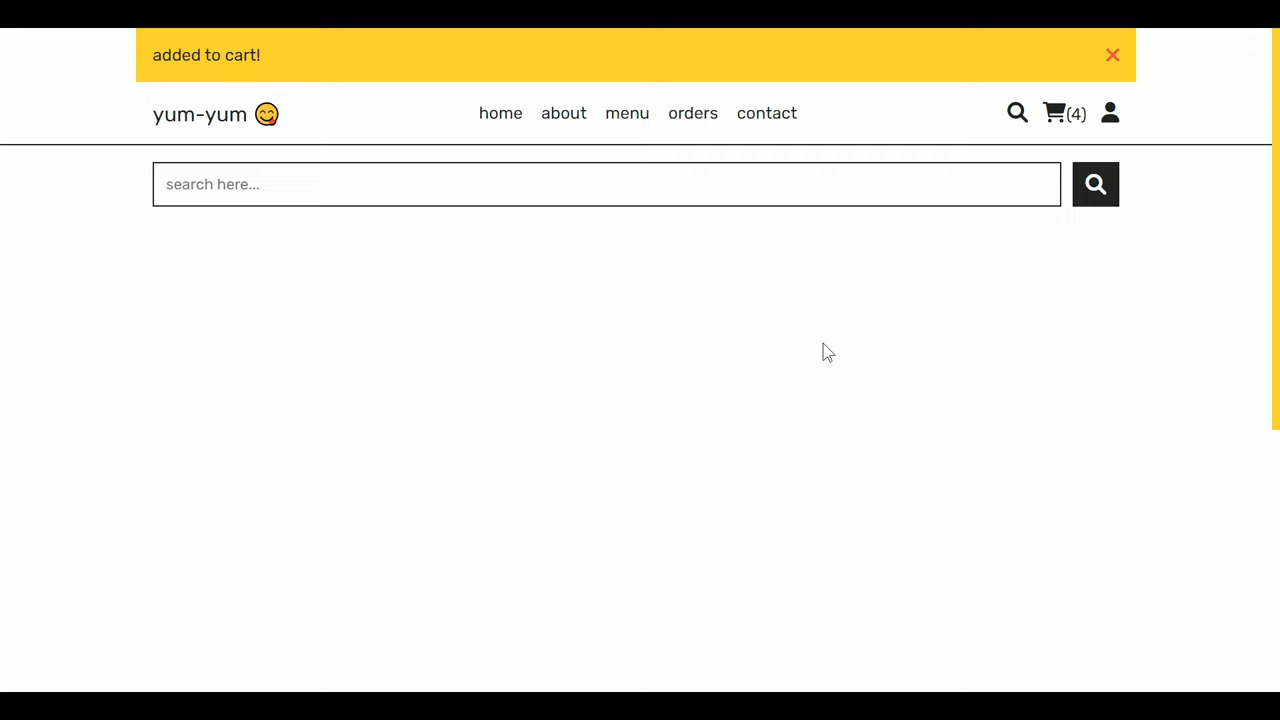 added to cart!
yum-yum 😋 home about menu orders contact (4)
search here...